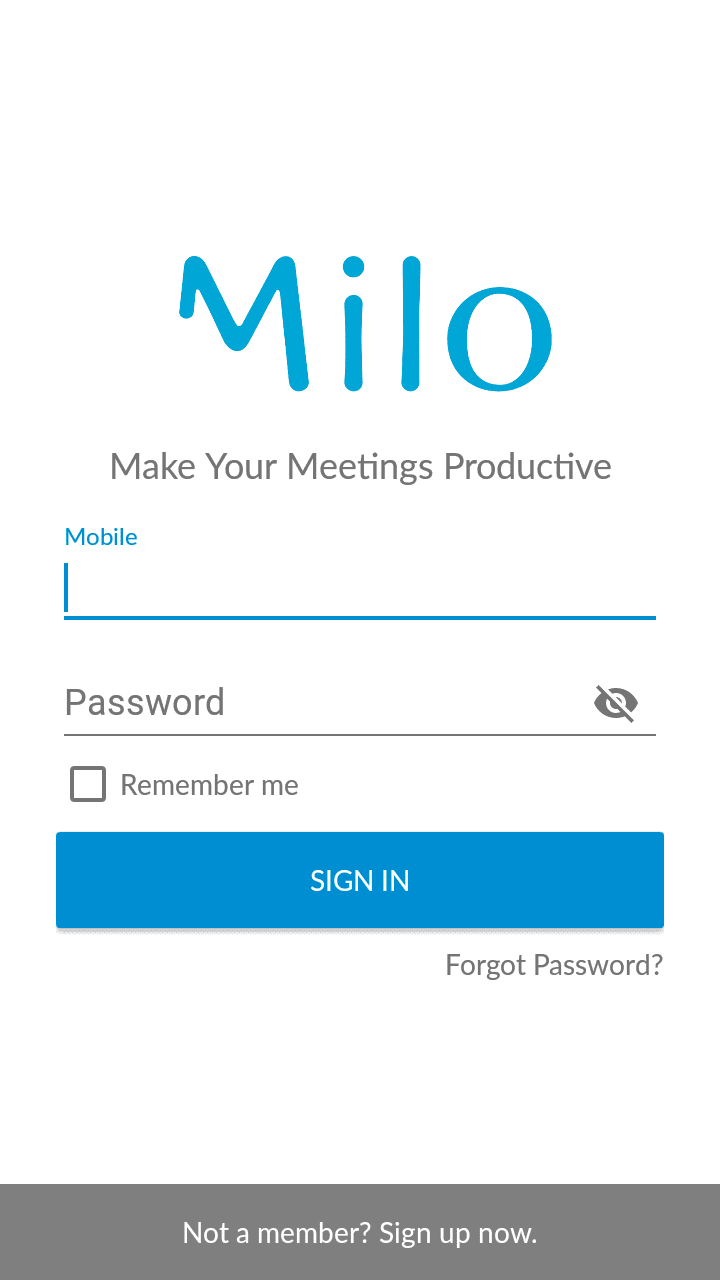 Milo
Make Your Meetings Productive
Mobile
Password
Remember me
SIGN IN
Forgot Password?
Not a member? Sign up now.